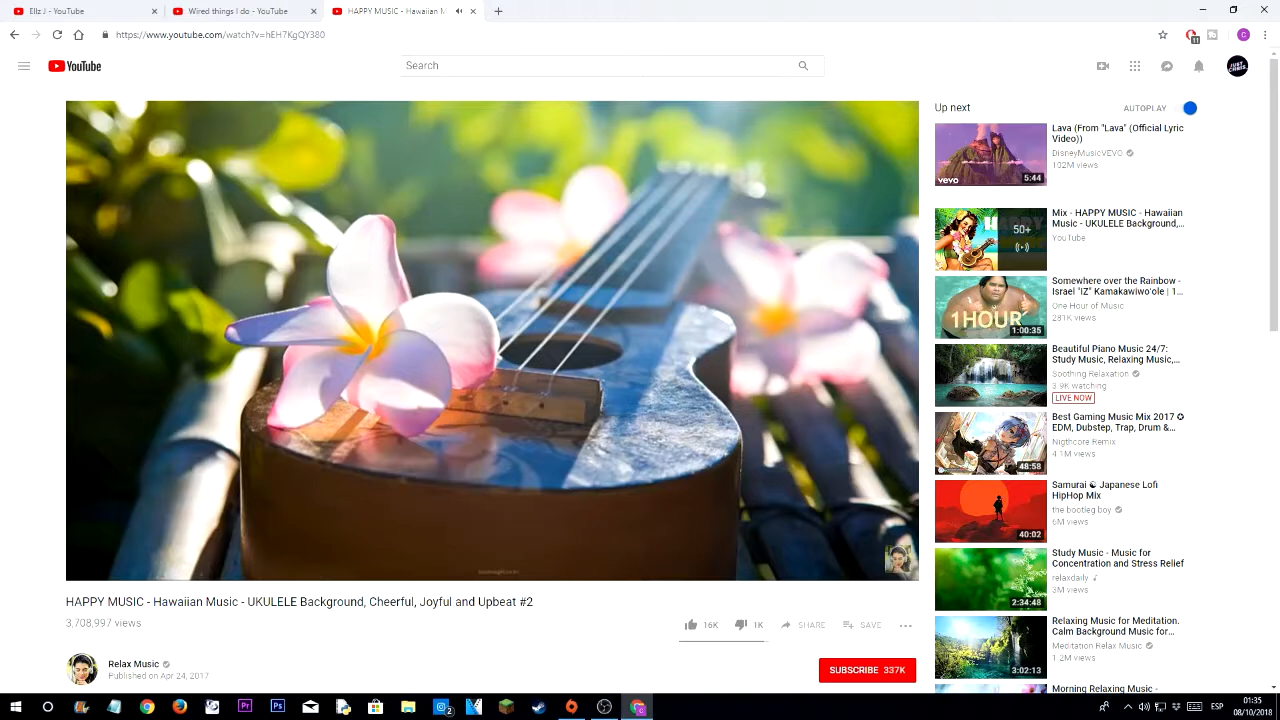 Ellz J - YouTube
Wired things I do - YouTube
HAPPY MUSIC - Hawaiian M
https://www.youtube.com/watch?v=hEH7KgQY380
11
C
YouTube
Search
JUST CHRIS
Up next
AUTOPLAY
Lava (From "Lava" (Official Lyric
Video))
DisneyMusicVEVO
102M views
vevo
5:44
Mix - HAPPY MUSIC - Hawaiian
Music - UKULELE Background,...
YouTube
50+
Somewhere over the Rainbow -
Israel "IZ" Kamakawiwo'ole | 1...
One Hour of Music
281K views
1HOUR
1:00:35
Beautiful Piano Music 24/7:
Study Music, Relaxing Music,...
Soothing Relaxation
3.9K watching
LIVE NOW
Best Gaming Music Mix 2017 ✪
EDM, Dubstep, Trap, Drum &...
Nigthcore Remix
4.1M views
48:58
Samurai ☯ Japanese Lofi
HipHop Mix
the bootleg boy
6M views
40:02
Study Music - Music for
Concentration and Stress Relief
relaxdaily
3M views
2:34:48
Relaxing Music for Meditation.
Calm Background Music for...
Meditation Relax Music
1.2M views
3:02:13
Morning Relaxing Music -
HAPPY MUSIC - Hawaiian Music - UKULELE Background, Cheerful, Joyful and Upbeat #2
3,708,997 views
16K
1K
SHARE
SAVE
Relax Music
Published on Apr 24, 2017
SUBSCRIBE 337K
Pr
Ps
2
ESP
01:35
08/10/2018